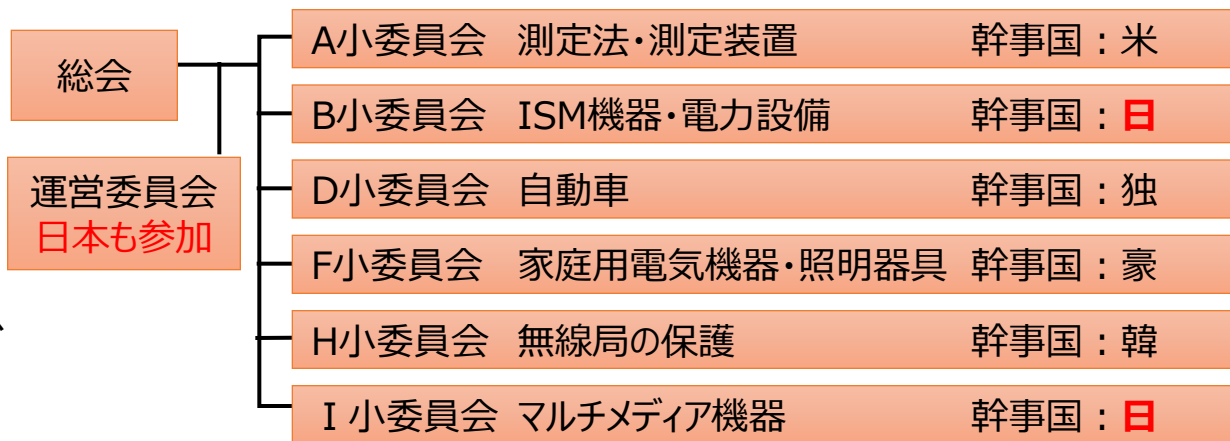 総会
運営委員会
日本も参加
A小委員会 測定法・測定装置 幹事国：米
B小委員会 ISM機器・電力設備 幹事国：日
D小委員会 自動車 幹事国：独
F小委員会 家庭用電気機器・照明器具 幹事国：豪
H小委員会 無線局の保護 幹事国：韓
I 小委員会 マルチメディア機器 幹事国：日